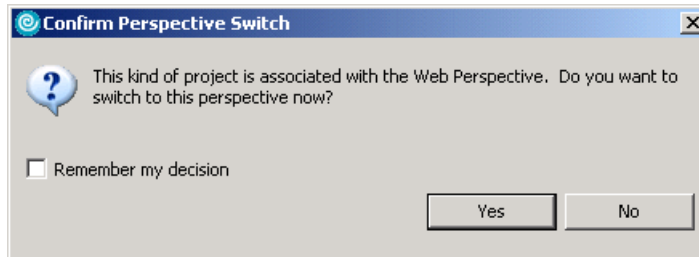 Confirm Perspective Switch
This kind of project is associated with the Web Perspective. Do you want to
switch to this perspective now?
Remember my decision
Yes No